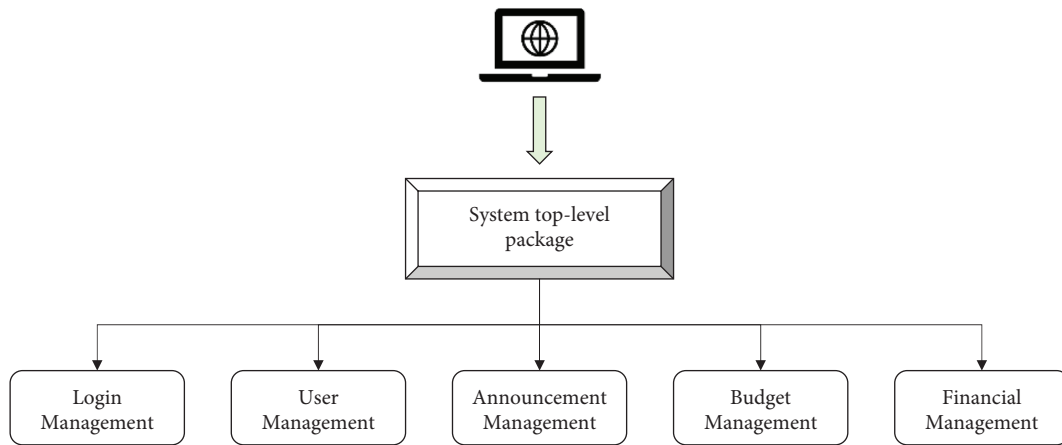 System top-level
package
Login
Management
User
Management
Announcement
Management
Budget
Management
Financial
Management